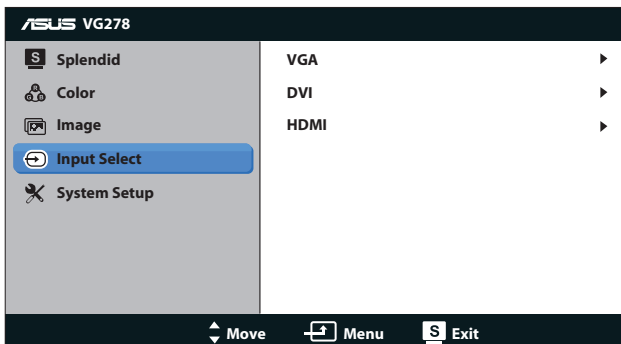 ASUS VG278
S Splendid
Color
Image
Input Select
System Setup
VGA
DVI
HDMI
Move Menu S Exit